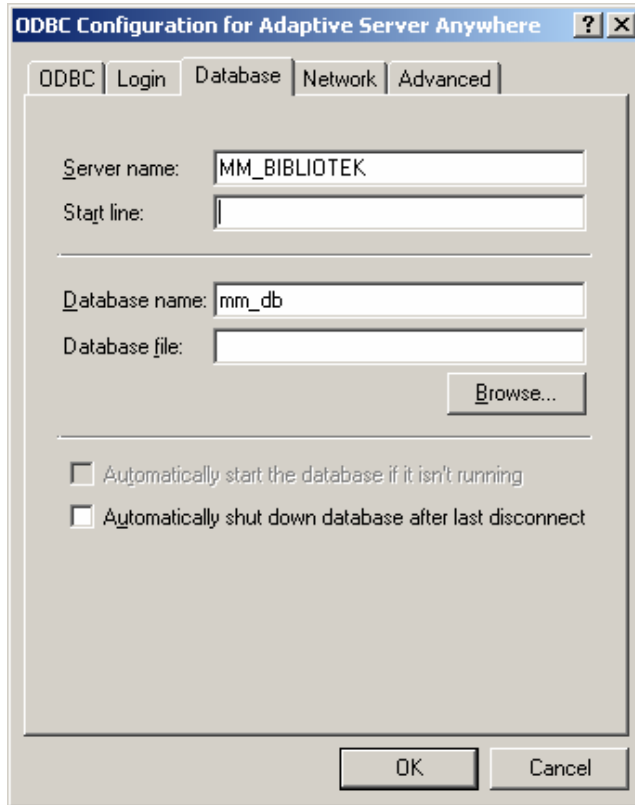 ODBC Configuration for Adaptive Server Anywhere
ODBC Login Database Network Advanced
Server name: MM_BIBLIOTEK
Start line:
Database name: mm_db
Database file:
Browse...
Automatically start the database if it isn't running
Automatically shut down database after last disconnect
OK Cancel